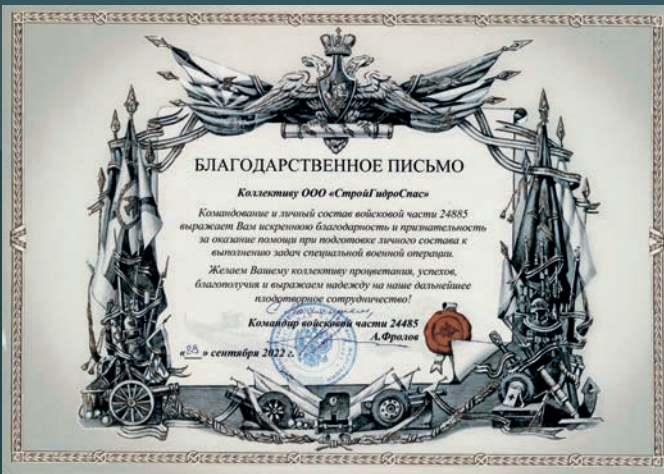 БЛАГОДАРСТВЕННОЕ ПИСЬМО
Коллективу ООО «СтройГидроСпас»
Командование и личный состав войсковой части 24885
выражает Вам искреннюю благодарность и признательность
за оказание помощи при подготовке личного состава к
выполнению задач специальной военной операции.
Желаем Вашему коллективу процветания, успехов,
благополучия и выражаем надежду на наше дальнейшее
плодотворное сотрудничество!
Командир войсковой части 24485
А.Фролов
«28» сентября 2022 г.